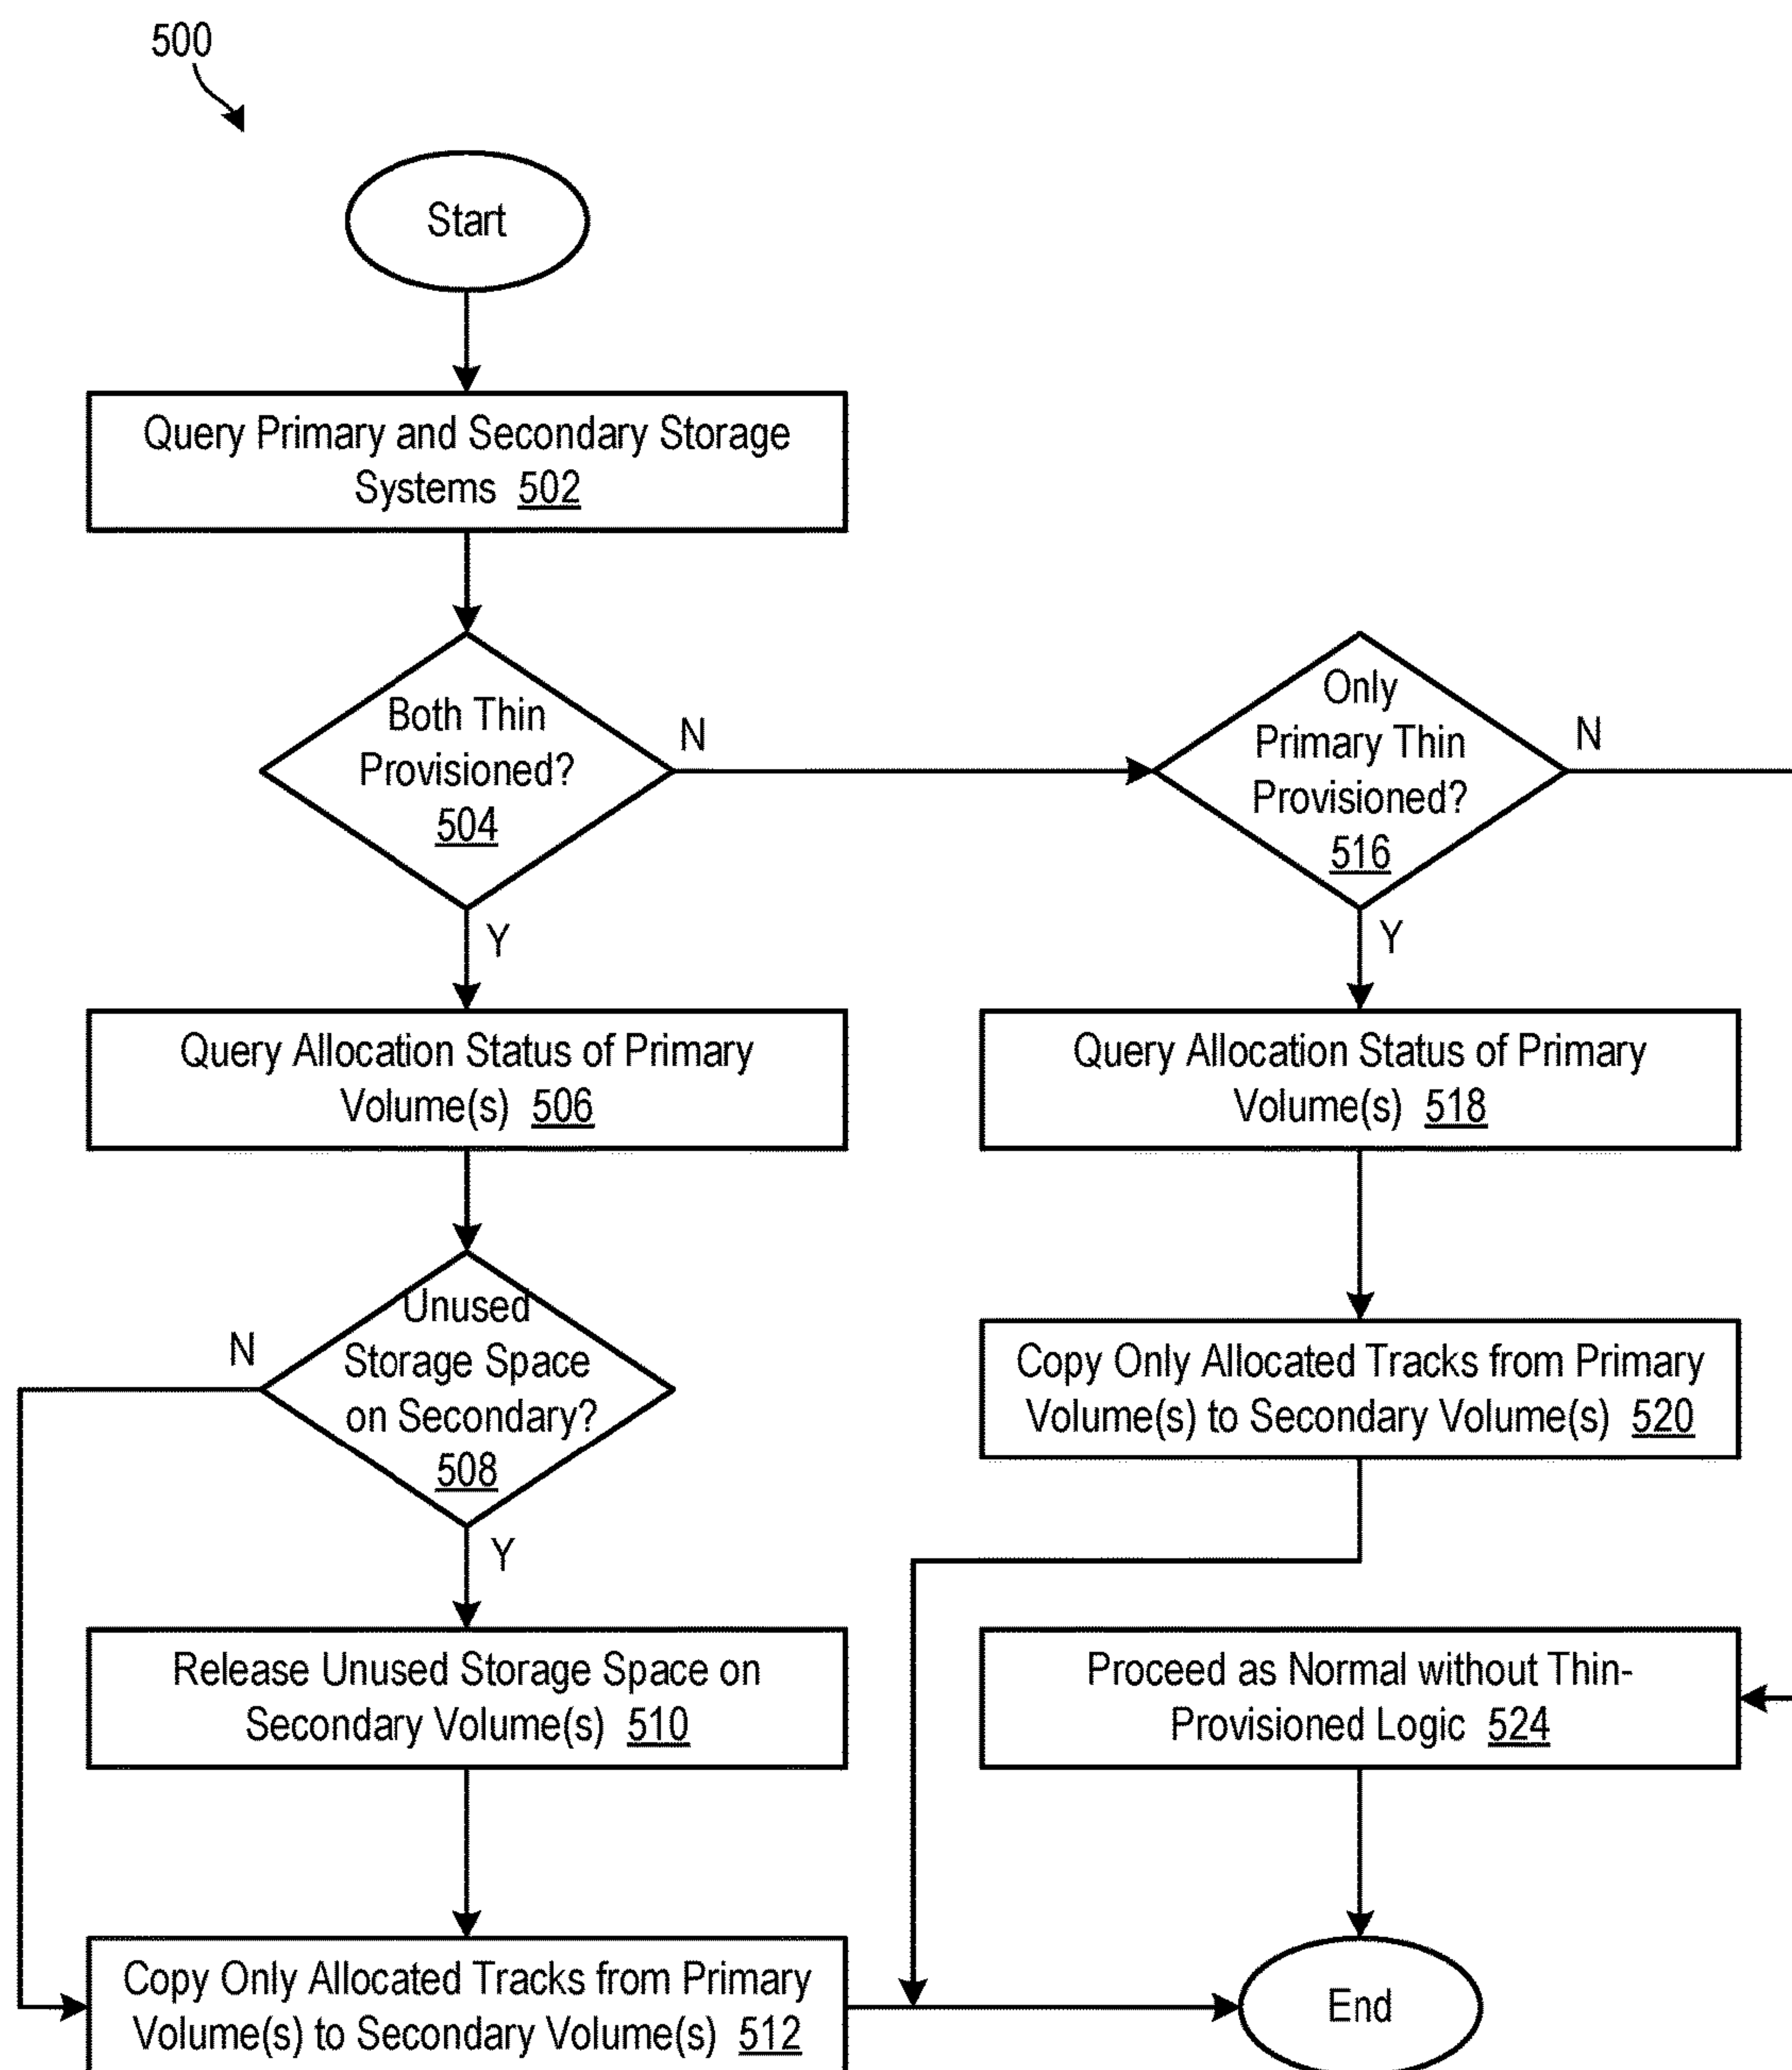 500
Start
Query Primary and Secondary Storage
Systems 502
Both Thin
Provisioned?
504
N
Y
Only
Primary Thin
Provisioned?
516
N
Y
Query Allocation Status of Primary
Volume(s) 506
Query Allocation Status of Primary
Volume(s) 518
Unused
Storage Space
on Secondary?
508
N
Y
Copy Only Allocated Tracks from Primary
Volume(s) to Secondary Volume(s) 520
Release Unused Storage Space on
Secondary Volume(s) 510
Proceed as Normal without Thin-
Provisioned Logic 524
Copy Only Allocated Tracks from Primary
Volume(s) to Secondary Volume(s) 512
End